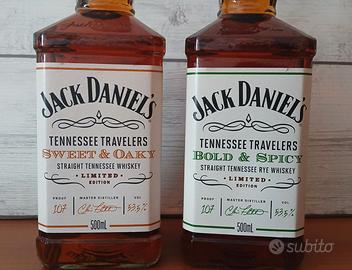 JACK DANIEL'S
TENNESSEE TRAVELERS
SWEET & OAKY
STRAIGHT TENNESSEE WHISKEY
• LIMITED •
EDITION
PROOF
107
MASTER DISTILLER
VOL
53,5%
500ml
JACK DANIEL'S
TENNESSEE TRAVELERS
BOLD & SPICY
STRAIGHT TENNESSEE RYE WHISKEY
• LIMITED •
EDITION
PROOF
107
MASTER DISTILLER
VOL
53,5%
500ml
subito